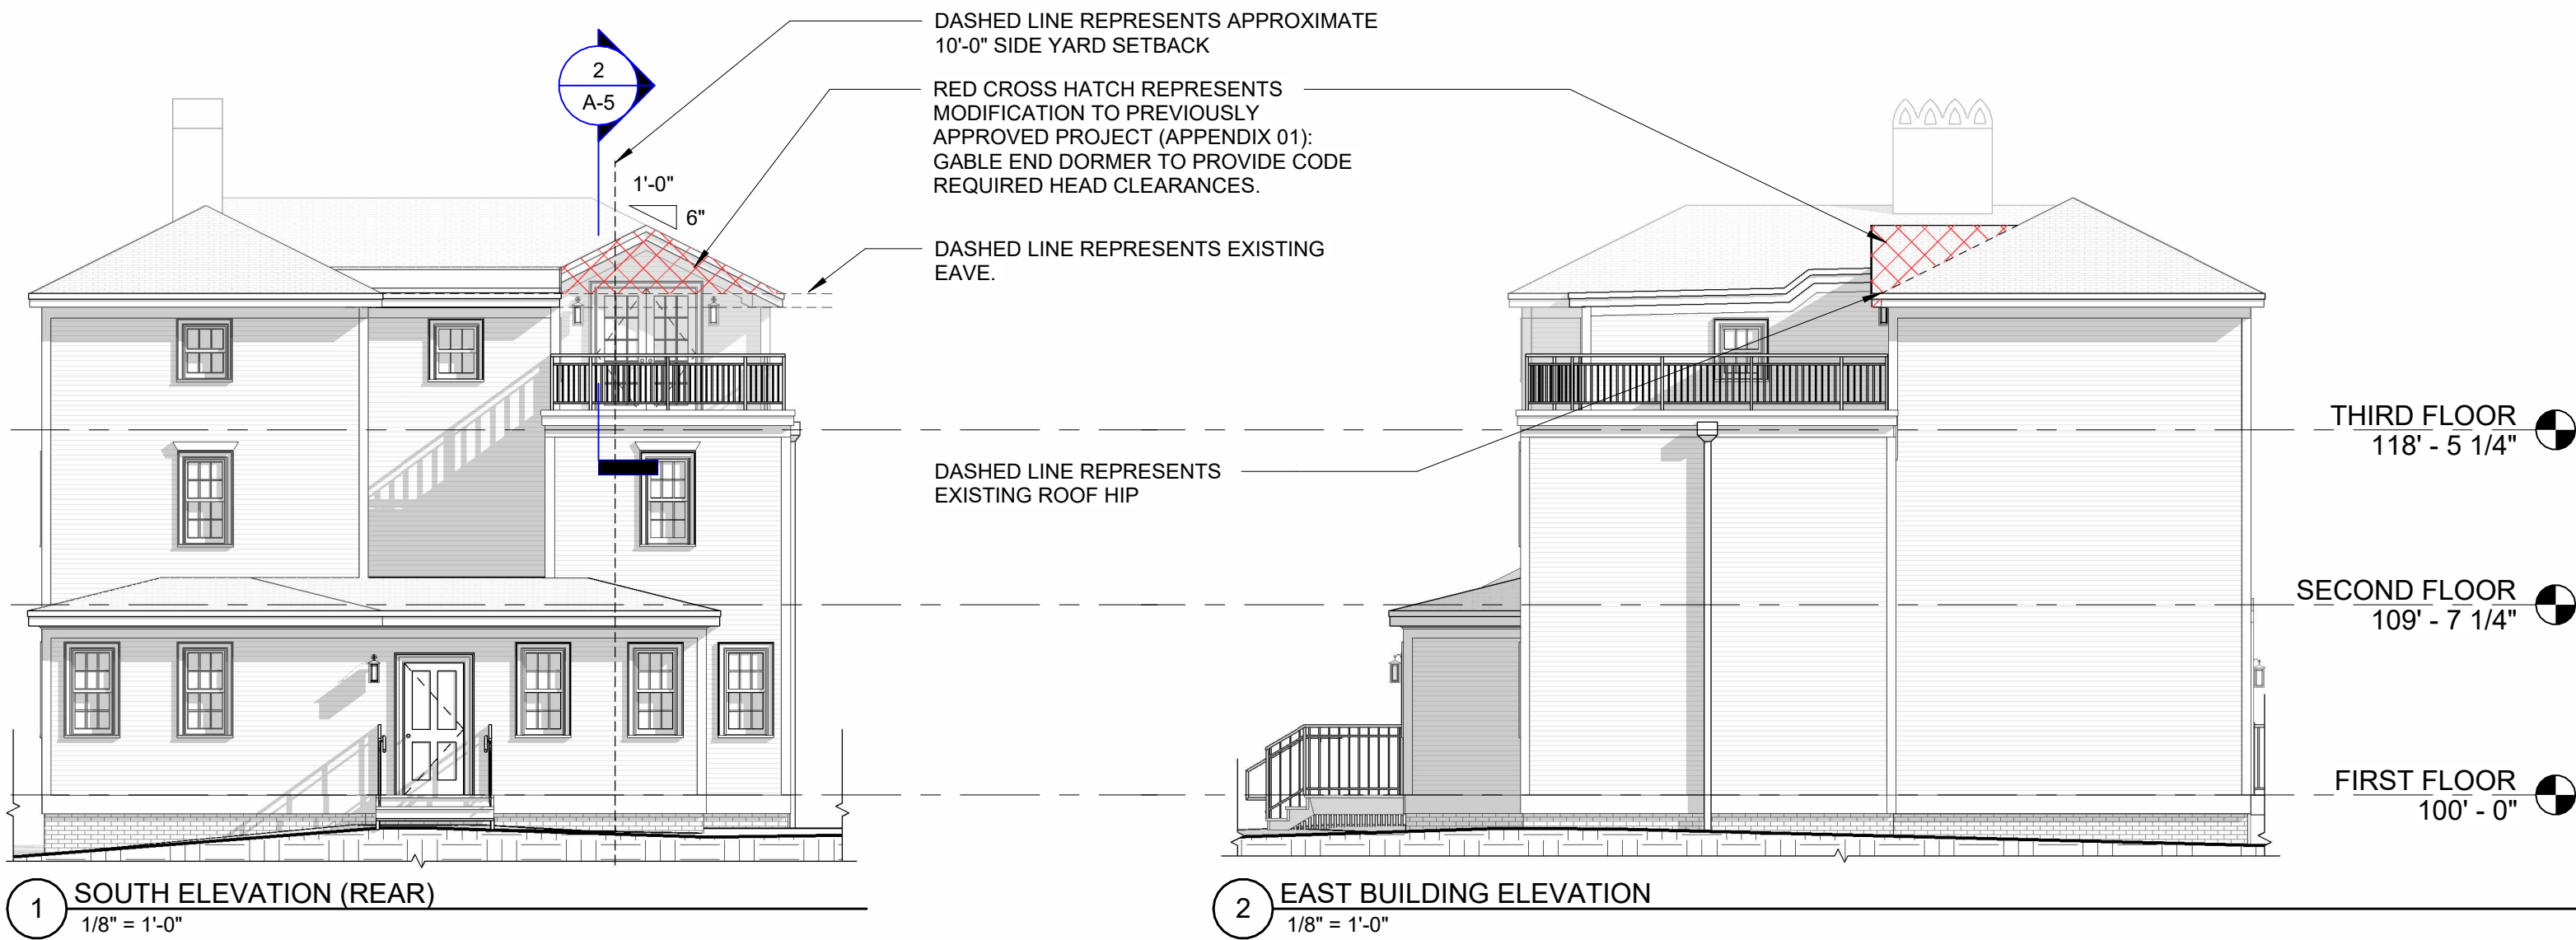 DASHED LINE REPRESENTS APPROXIMATE
10'-0" SIDE YARD SETBACK
2
A-5
RED CROSS HATCH REPRESENTS
MODIFICATION TO PREVIOUSLY
APPROVED PROJECT (APPENDIX 01):
GABLE END DORMER TO PROVIDE CODE
REQUIRED HEAD CLEARANCES.
1'-0"
6"
DASHED LINE REPRESENTS EXISTING
EAVE.
DASHED LINE REPRESENTS
EXISTING ROOF HIP
THIRD FLOOR
118' - 5 1/4"
SECOND FLOOR
109' - 7 1/4"
FIRST FLOOR
100' - 0"
1
SOUTH ELEVATION (REAR)
1/8" = 1'-0"
2
EAST BUILDING ELEVATION
1/8" = 1'-0"